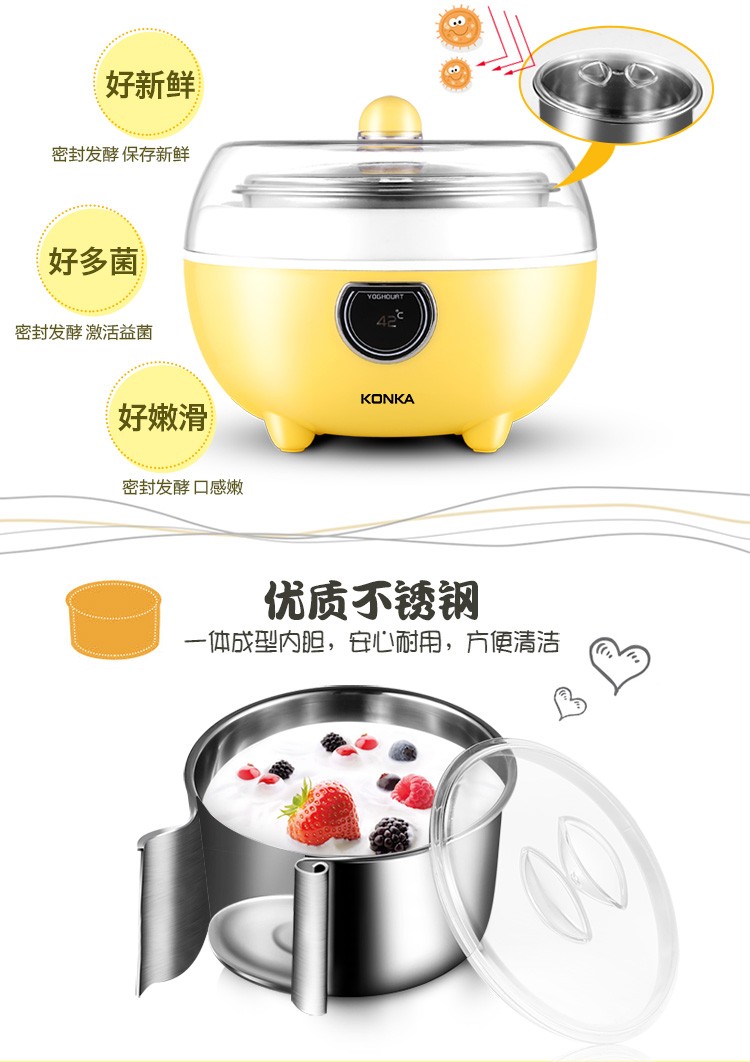 好新鲜
密封发酵 保存新鲜
好多菌
密封发酵 激活益菌
YOGHOURT
42℃
KONKA
好嫩滑
密封发酵 口感嫩
优质不锈钢
一体成型内胆，安心耐用，方便清洁